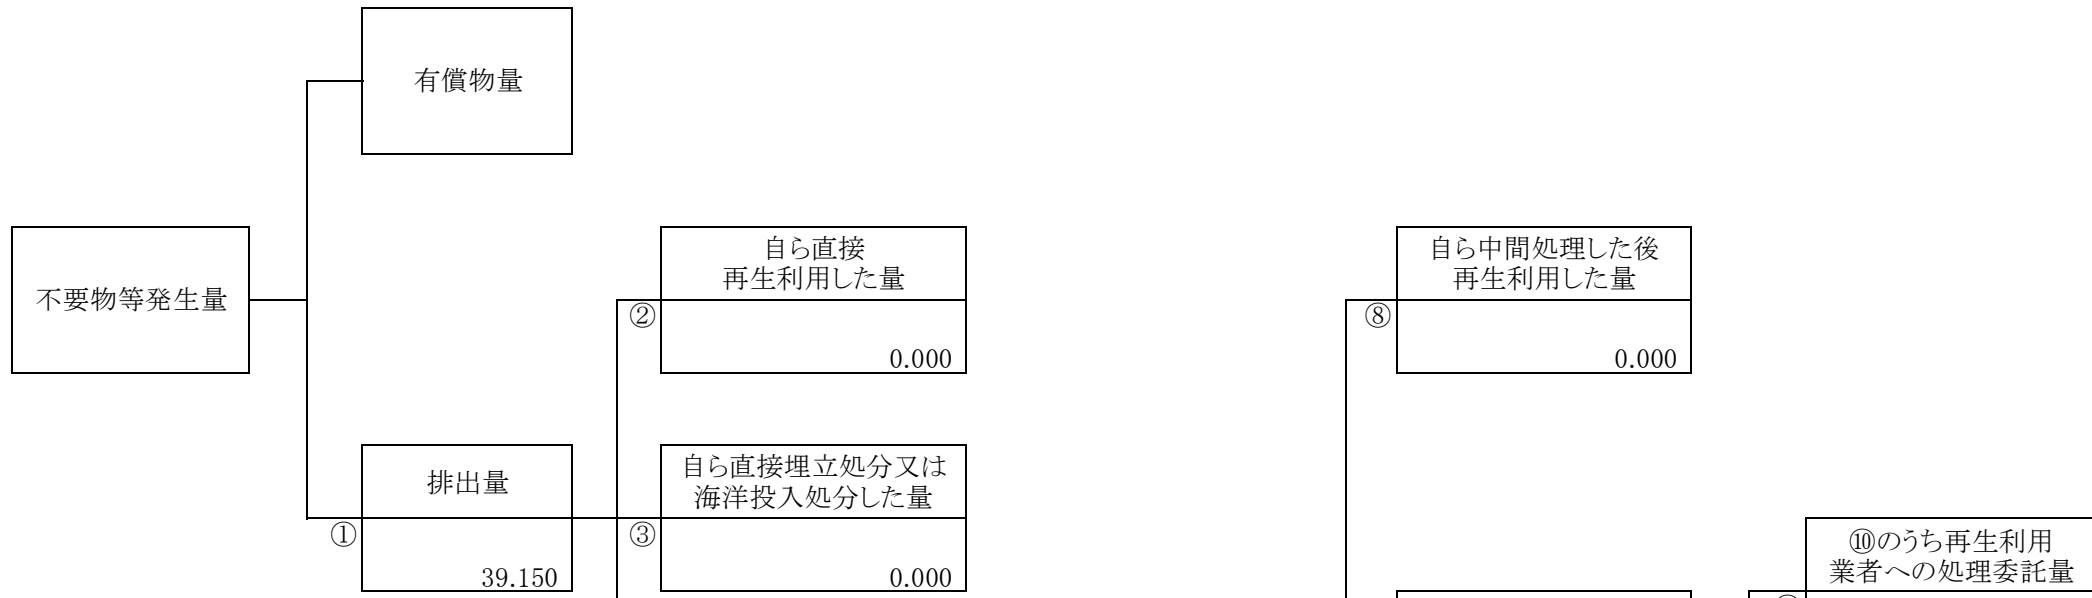 有償物量
不要物等発生量
自ら直接
再生利用した量
②
0.000
自ら中間処理した後
再生利用した量
⑧
0.000
排出量
①
39.150
自ら直接埋立処分又は
海洋投入処分した量
③
0.000
⑩のうち再生利用
業者への処理委託量